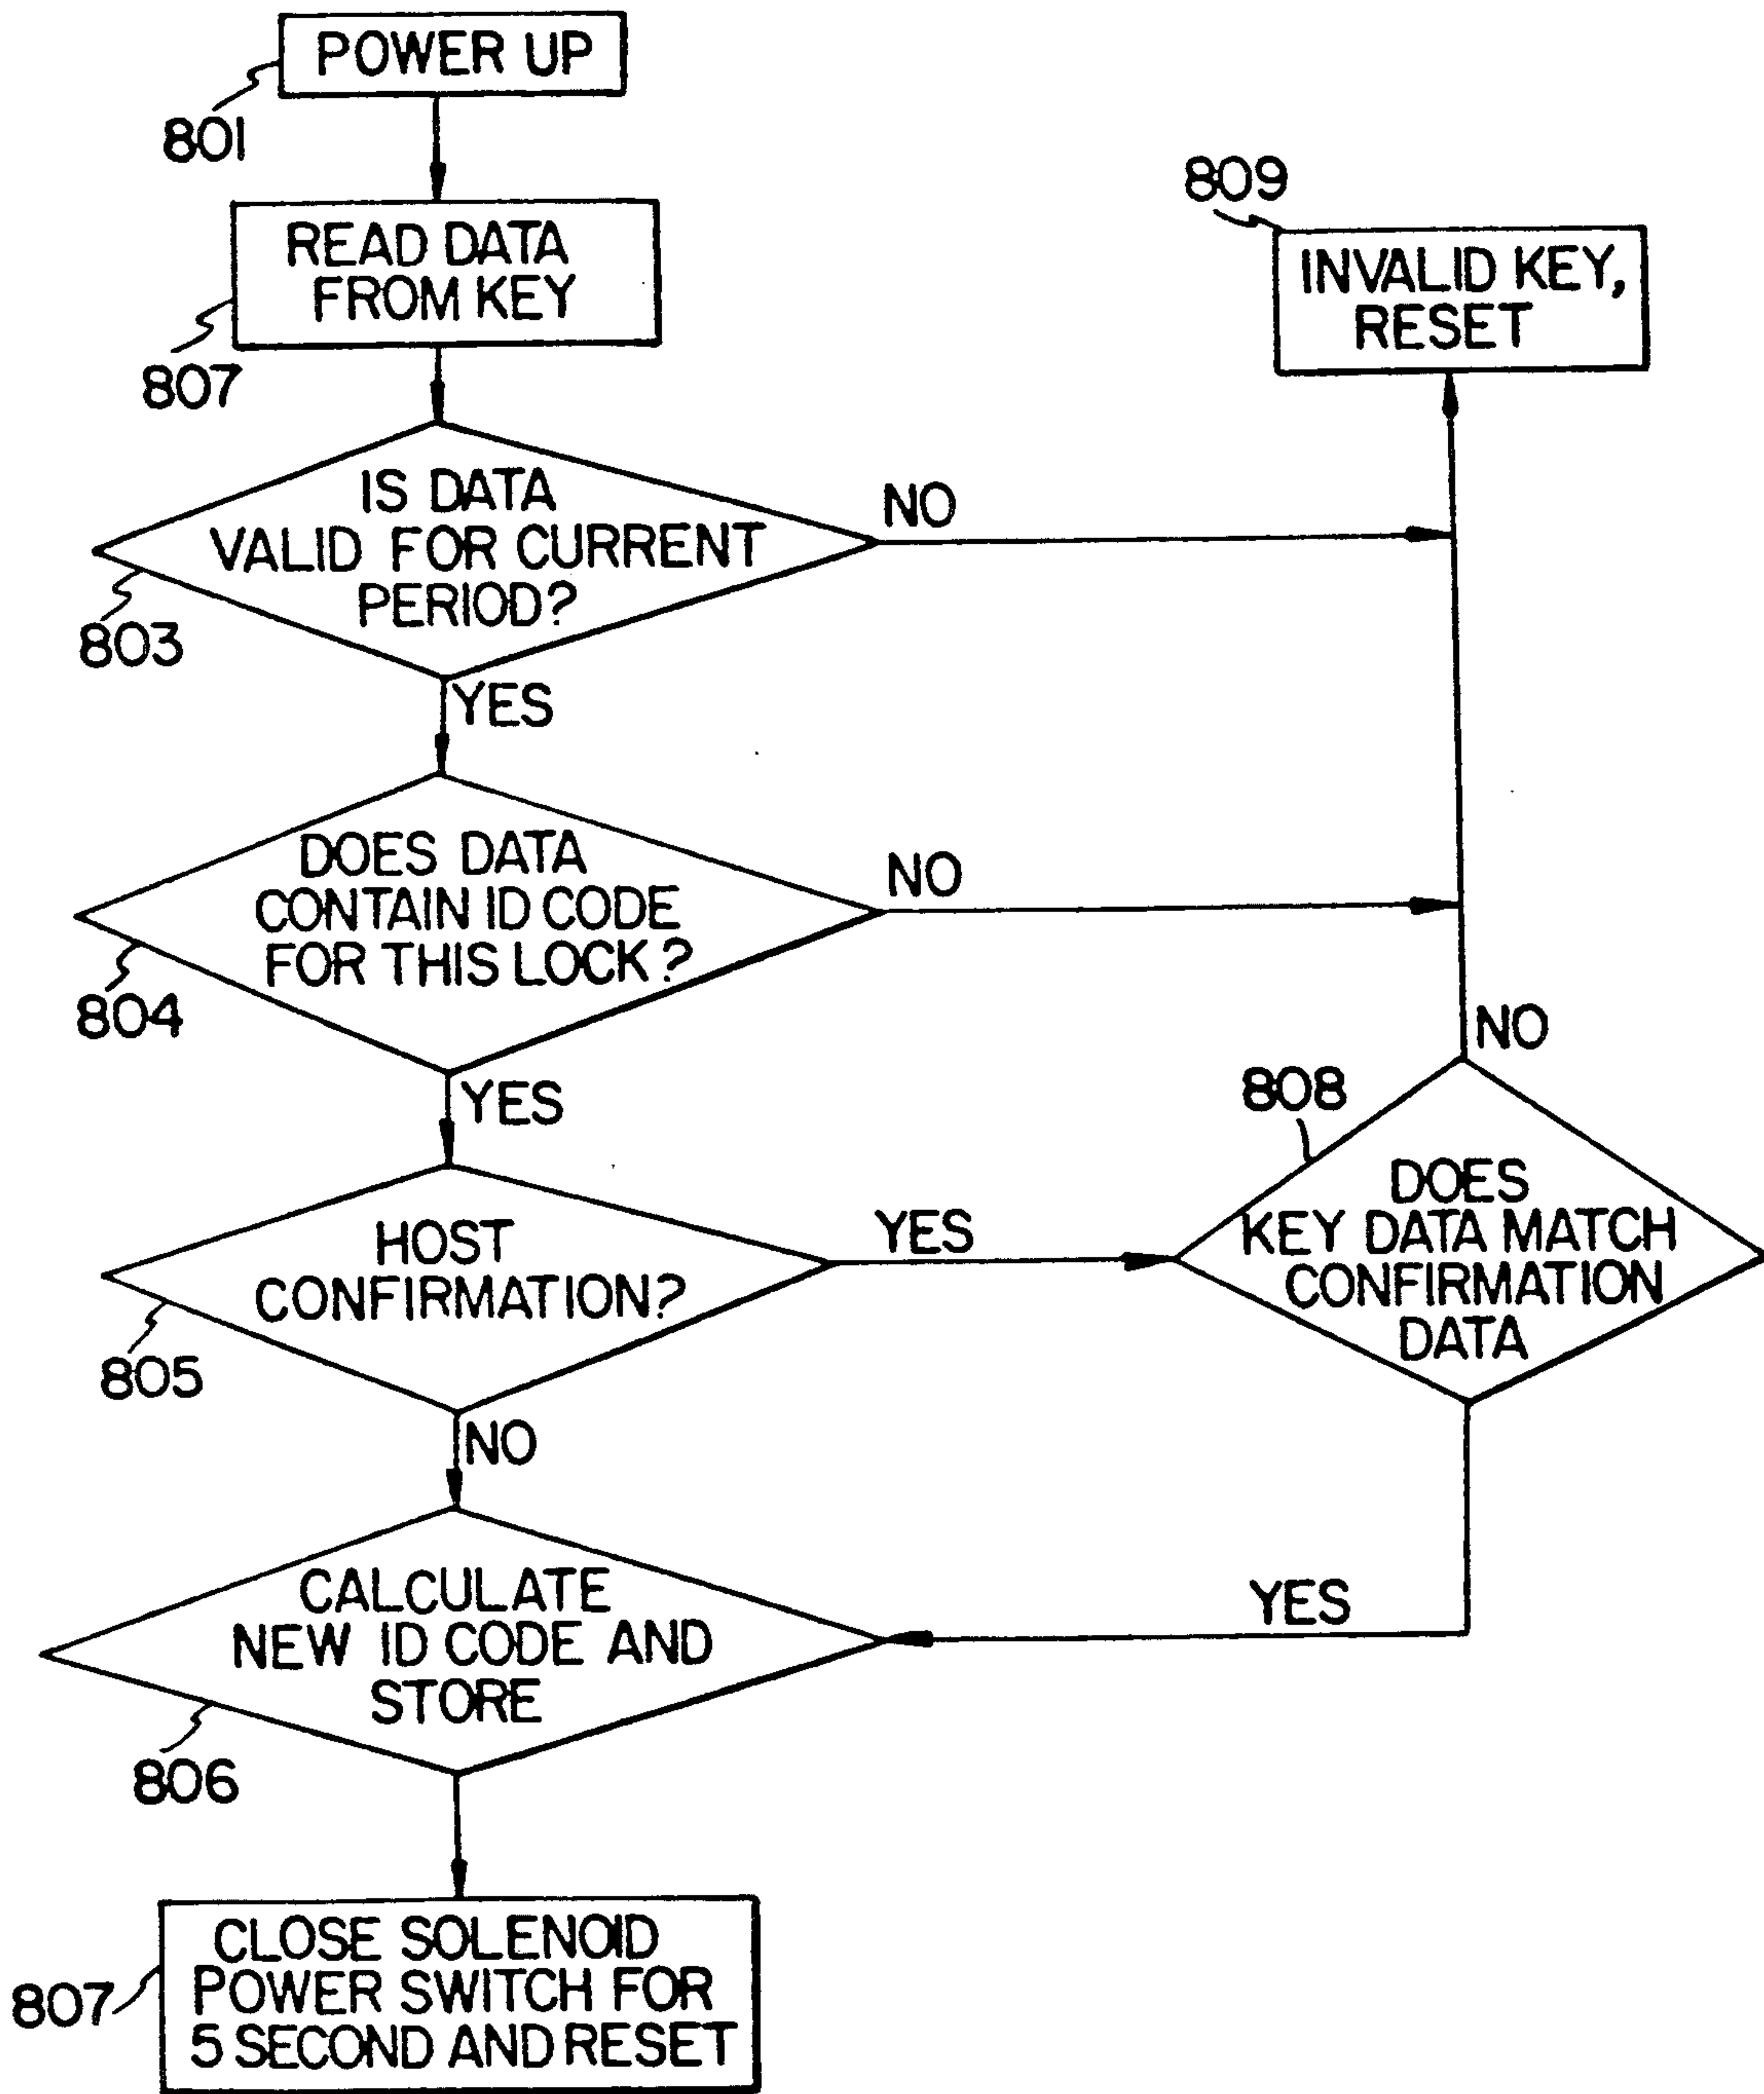 POWER UP
801
READ DATA
FROM KEY
807
809
INVALID KEY,
RESET
IS DATA
VALID FOR CURRENT
PERIOD?
803
NO
YES
DOES DATA
CONTAIN ID CODE
FOR THIS LOCK?
804
NO
YES
HOST
CONFIRMATION?
805
YES
NO
808
DOES
KEY DATA MATCH
CONFIRMATION
DATA
NO
YES
CALCULATE
NEW ID CODE AND
STORE
806
CLOSE SOLENOID
POWER SWITCH FOR
5 SECOND AND RESET
807